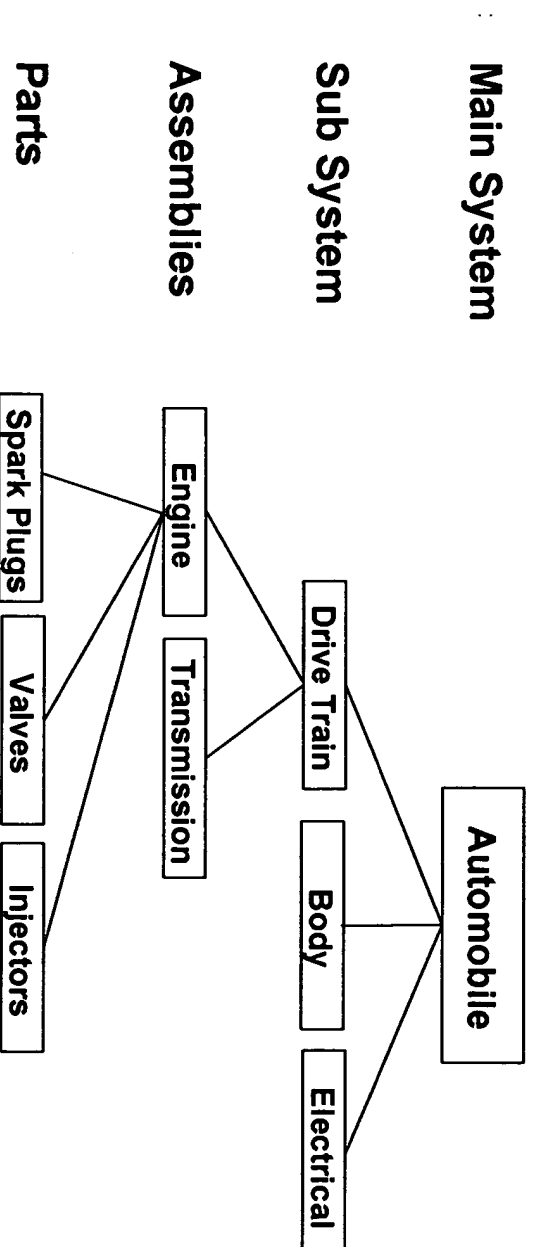 Main System
Automobile
Sub System
Drive Train
Body
Electrical
Assemblies
Engine
Transmission
Parts
Spark Plugs
Valves
Injectors